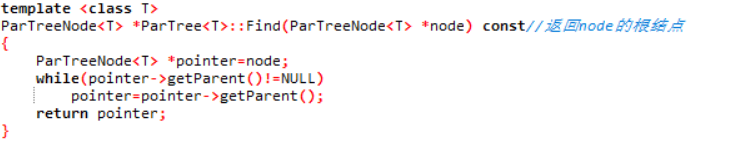 template <class T>
ParTreeNode<T> *ParTree<T>::Find(ParTreeNode<T> *node) const//返回node的根结点
{
    ParTreeNode<T> *pointer=node;
    while(pointer->getParent()!=NULL)
        pointer=pointer->getParent();
    return pointer;
}